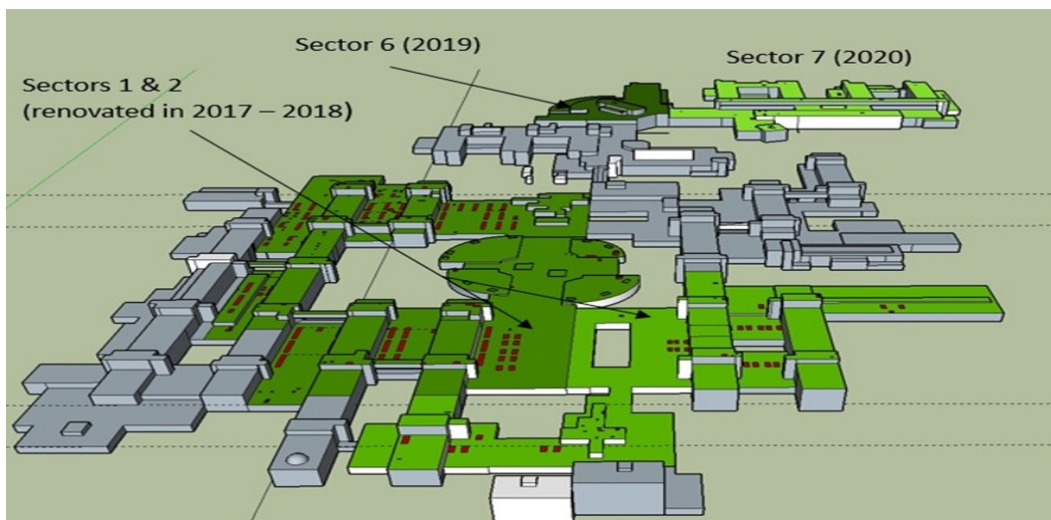 Sector 6 (2019)
Sector 7 (2020)
Sectors 1 & 2
(renovated in 2017 – 2018)